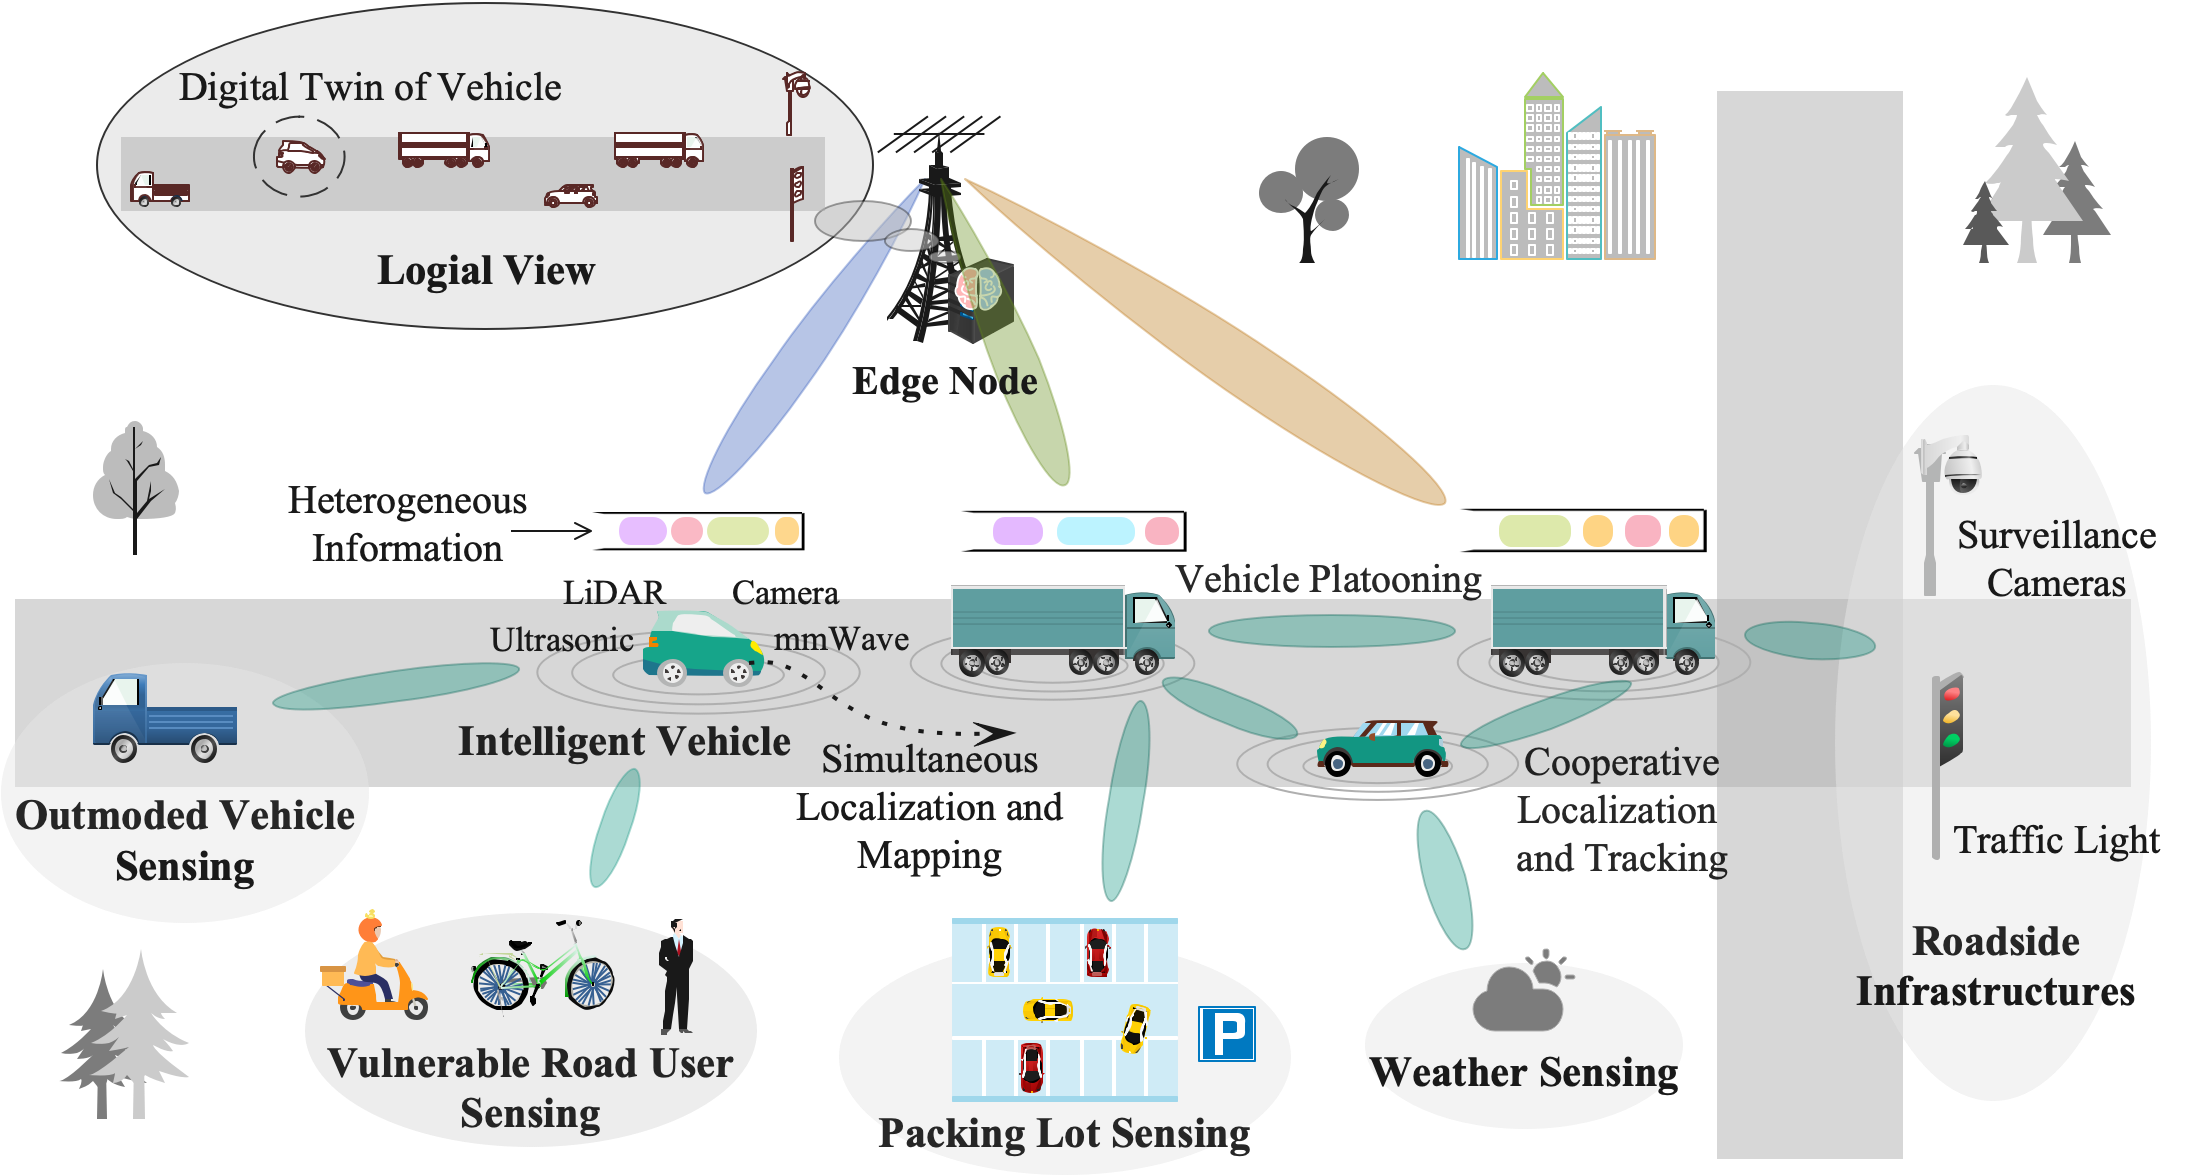 Digital Twin of Vehicle
Logial View
Edge Node
Heterogeneous
Information
LiDAR
Camera
Ultrasonic
mmWave
Intelligent Vehicle
Simultaneous
Localization and
Mapping
Vehicle Platooning
Cooperative
Localization
and Tracking
Surveillance
Cameras
Traffic Light
Roadside
Infrastructures
Outmoded Vehicle
Sensing
Vulnerable Road User
Sensing
P
Packing Lot Sensing
Weather Sensing